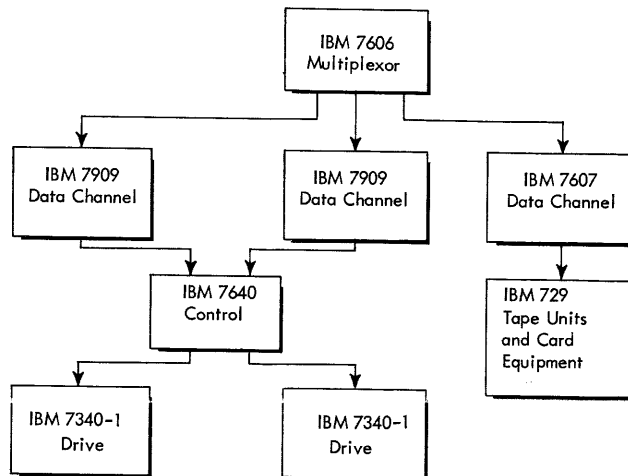 IBM 7606
Multiplexor
IBM 7909
Data Channel
IBM 7909
Data Channel
IBM 7607
Data Channel
IBM 7640
Control
IBM 729
Tape Units
and Card
Equipment
IBM 7340-1
Drive
IBM 7340-1
Drive